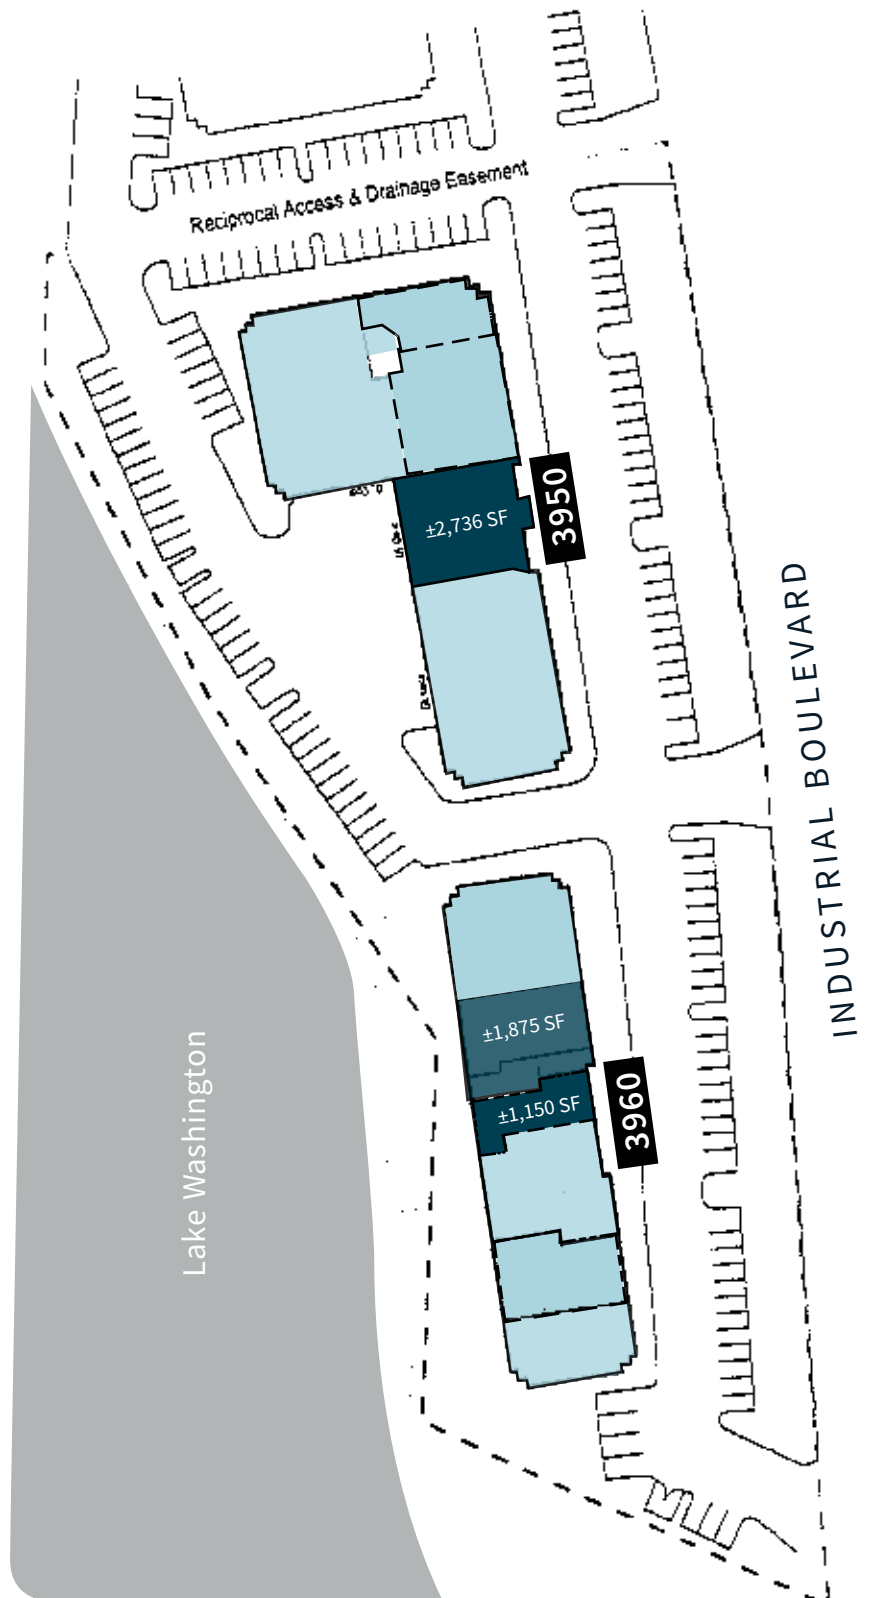 Reciprocal Access & Drainage Easement
±2,736 SF
3950
INDUSTRIAL BOULEVARD
±1,875 SF
±1,150 SF
3960
Lake Washington